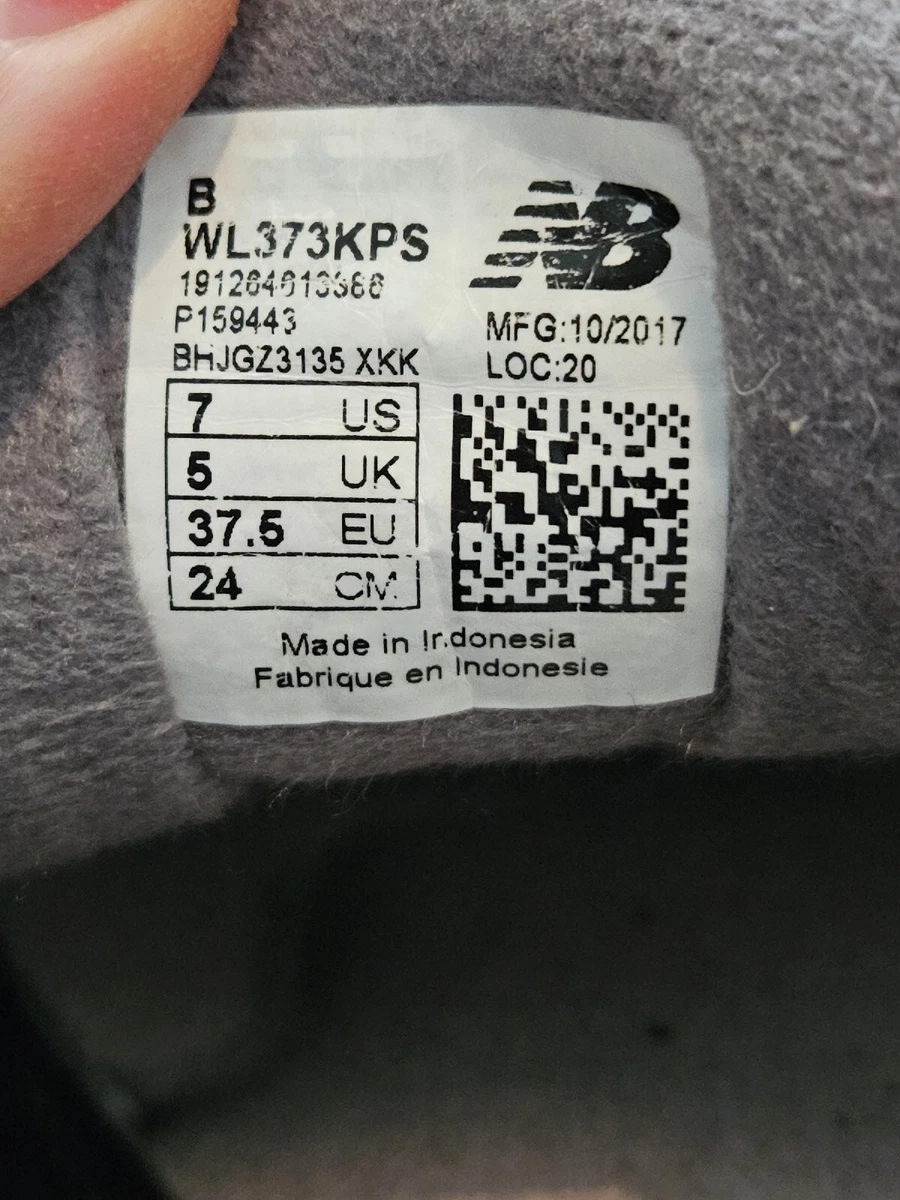 B
WL373KPS
NB
P159443
MFG:10/2017
BHJGZ3135 XKK
LOC:20
7 US
5 UK
37.5 EU
24 CM
Made in Indonesia
Fabrique en Indonesie